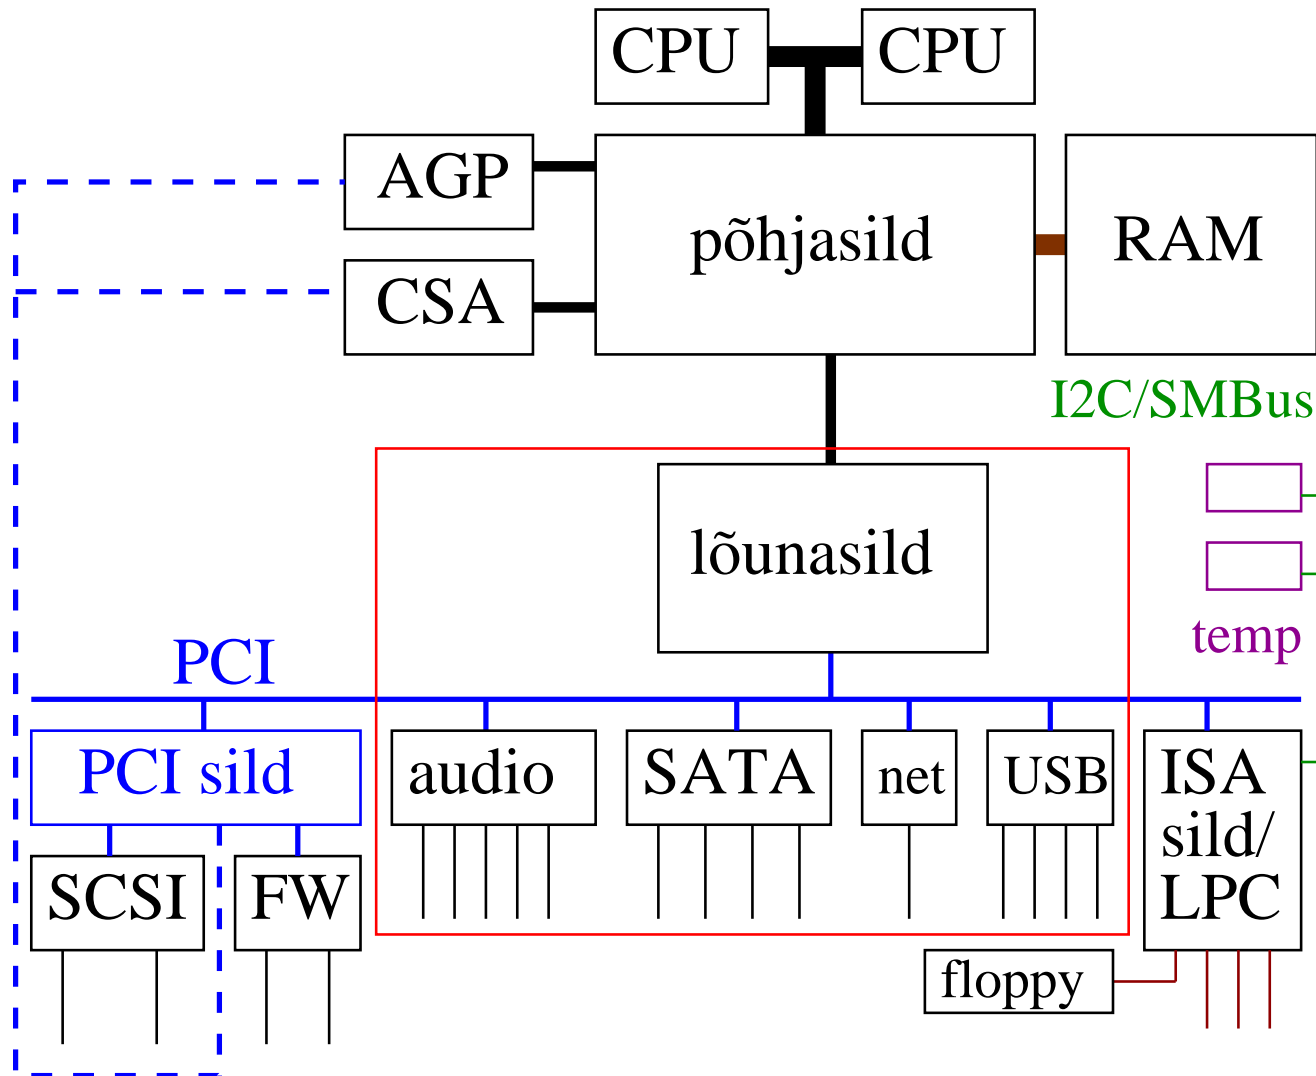 CPU
CPU
AGP
põhjasild
RAM
CSA
I2C/SMBus
lõunasild
temp
PCI
PCI sild
audio
SATA
net
USB
ISA
sild/
LPC
SCSI
FW
floppy